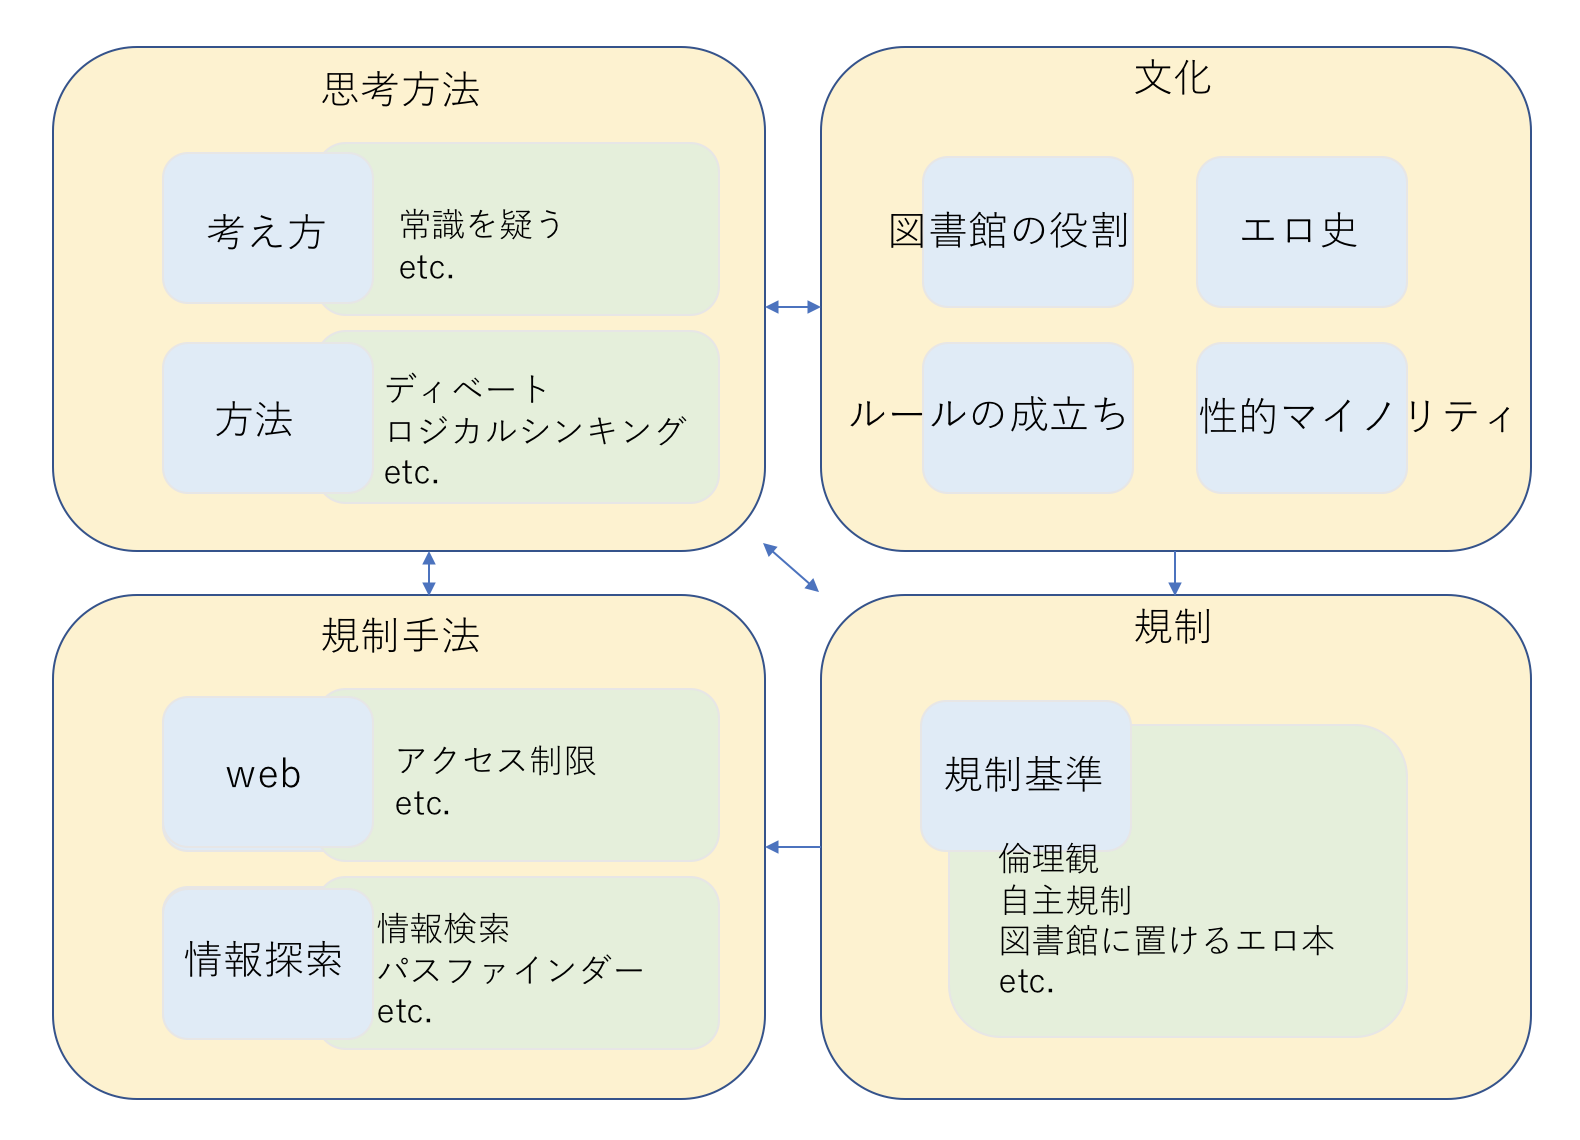 思考方法
考え方
常識を疑う
etc.
方法
ディベート
ロジカルシンキング
etc.
文化
図書館の役割
エロ史
ルールの成立ち
性的マイノリティ
規制手法
web
アクセス制限
etc.
情報探索
情報検索
パスファインダー
etc.
規制
規制基準
倫理観
自主規制
図書館に置けるエロ本
etc.